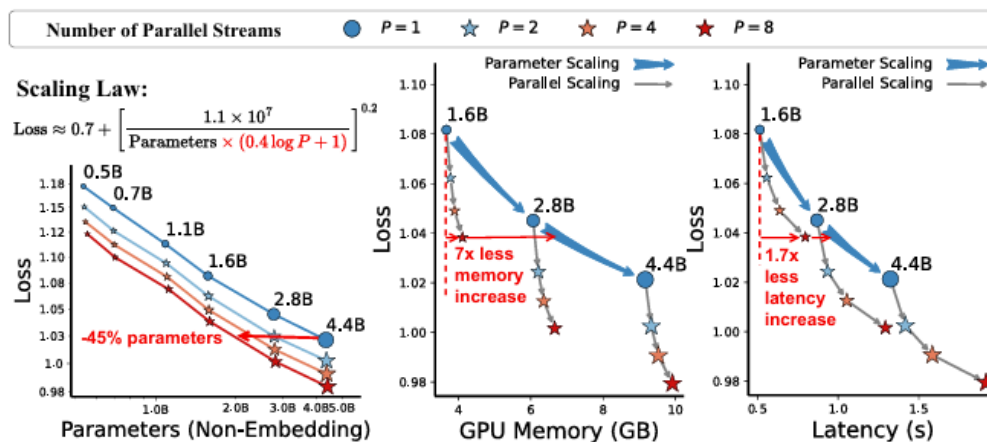 Number of Parallel Streams P = 1 P = 2 P = 4 P = 8
Scaling Law:
Loss ≈ 0.7 + [ 1.1 × 10^7 / Parameters × (0.4 log P + 1) ]^0.2
0.5B
0.7B
1.1B
1.6B
2.8B
4.4B
-45% parameters
Loss
1.18
1.15
1.12
1.10
1.08
1.05
1.03
1.0
0.98
1.0B 2.0B 3.0B 4.0B 5.0B
Parameters (Non-Embedding)
Parameter Scaling
Parallel Scaling
1.6B
2.8B
4.4B
7x less
memory
increase
Loss
1.10
1.08
1.06
1.04
1.02
1.00
0.98
4 6 8 10
GPU Memory (GB)
Parameter Scaling
Parallel Scaling
1.6B
2.8B
4.4B
1.7x
less
latency
increase
Loss
1.10
1.08
1.06
1.04
1.02
1.00
0.98
0.5 1.0 1.5
Latency (s)